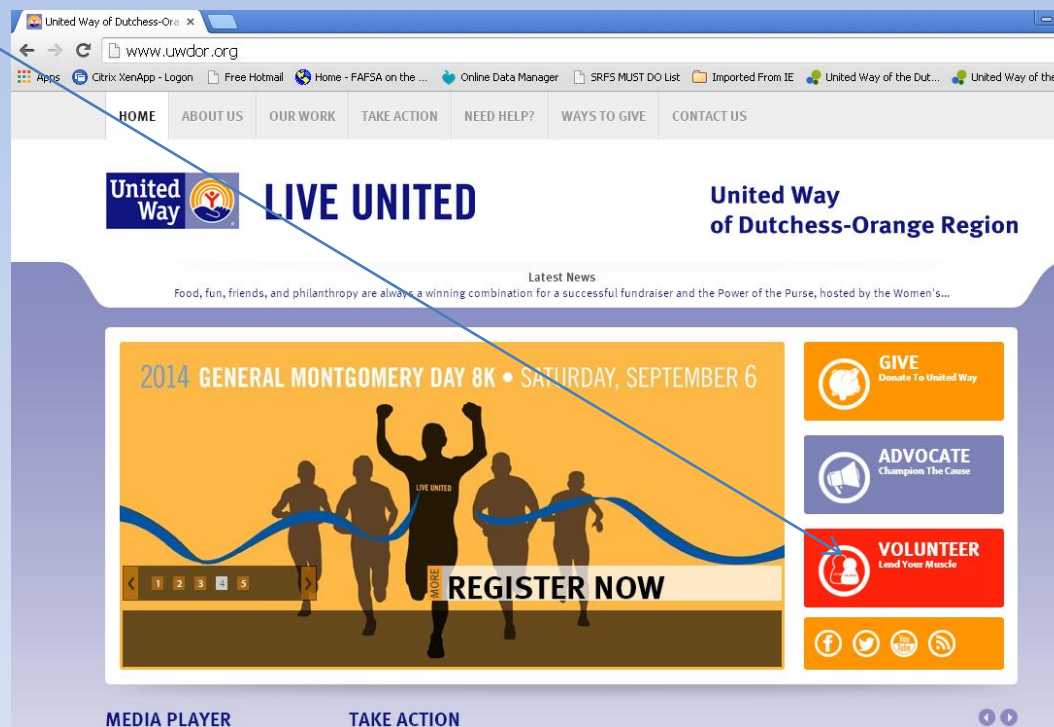 United Way of Dutchess-Ora
www.uwdor.org
Apps Citrix XenApp - Logon Free Hotmail Home - FAFSA on the ... Online Data Manager SRFS MUST DO List Imported From IE United Way of the Dut... United Way of the
HOME ABOUT US OUR WORK TAKE ACTION NEED HELP? WAYS TO GIVE CONTACT US
United
Way
LIVE UNITED
United Way
of Dutchess-Orange Region
Latest News
Food, fun, friends, and philanthropy are always a winning combination for a successful fundraiser and the Power of the Purse, hosted by the Women's...
2014 GENERAL MONTGOMERY DAY 8K • SATURDAY, SEPTEMBER 6
LIVE UNITED
1 2 3 4 5
MORE
REGISTER NOW
GIVE
Donate To United Way
ADVOCATE
Champion The Cause
VOLUNTEER
Lend Your Muscle
You
Tube
MEDIA PLAYER TAKE ACTION